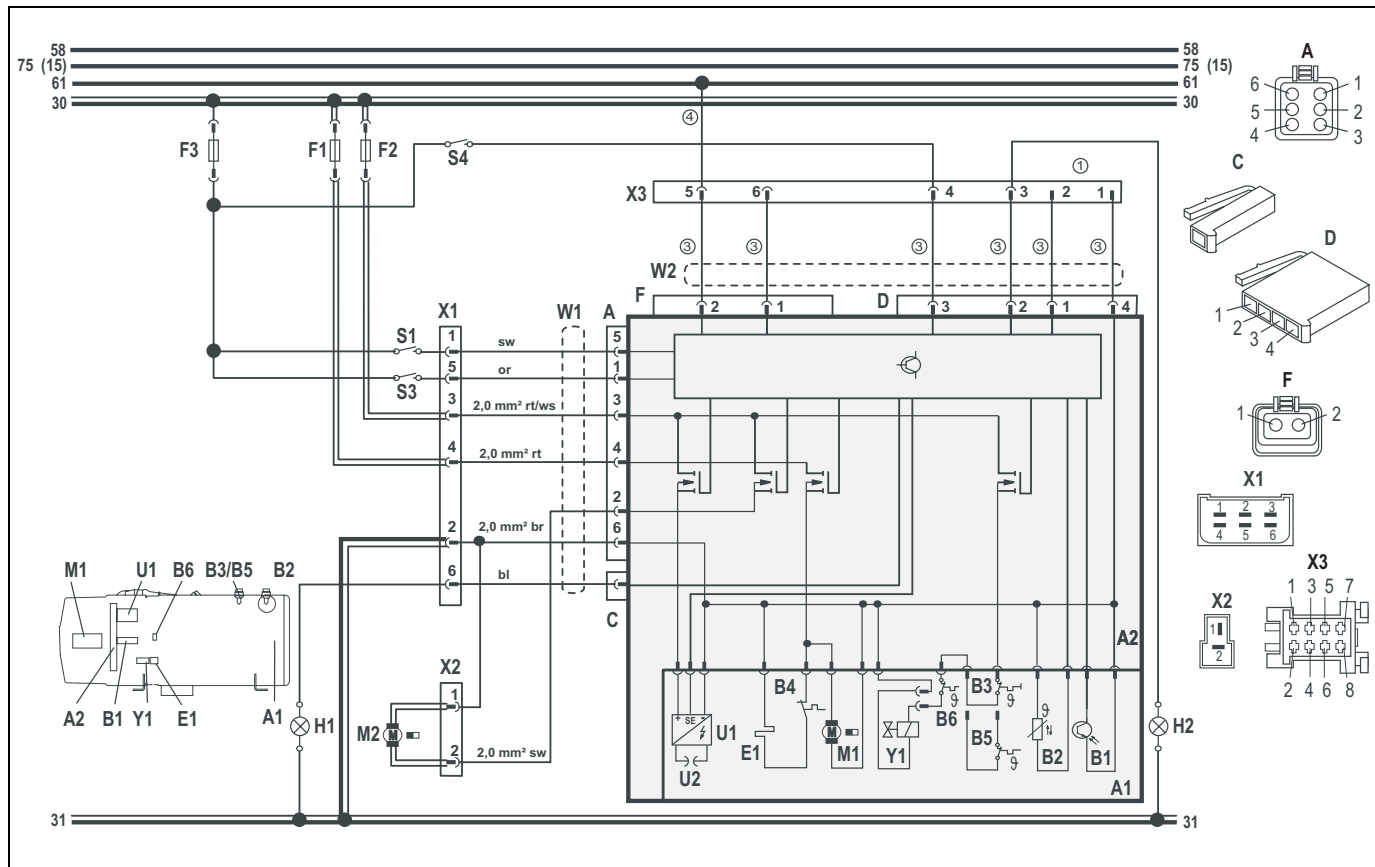 58 58
75 (15) 75 (15)
61 61
30 30
A
6 1
5 2
4 3
F3 F1 F2 S4 4
C
1
X3 5 6 4 3 2 1
D
3 3 3 3 3 3
W2
1
2
3
4
F D
2 1 3 2 1 4
X1 W1 A
F
1 2
S1 1 sw 5
S3 5 or 1
3 2,0 mm² rt/ws 3
4 2,0 mm² rt 4
X1
1 2 3
4 5 6
2
2 2,0 mm² br 6
6 bl
C
M1 U1 B6 B3/B5 B2
A2 B1 Y1 E1 A1
X3
1 3 5 7
2 4 6 8
X2
1
2
A2
H1
X2
1
M2 M
2 2,0 mm² sw
+ SE -
U1
U2
B4
E1
M
M1
Y1
B6
B3
B5
ϑ
ϑ
ϑ
ϑ
B2
B1
A1
H2
31 31